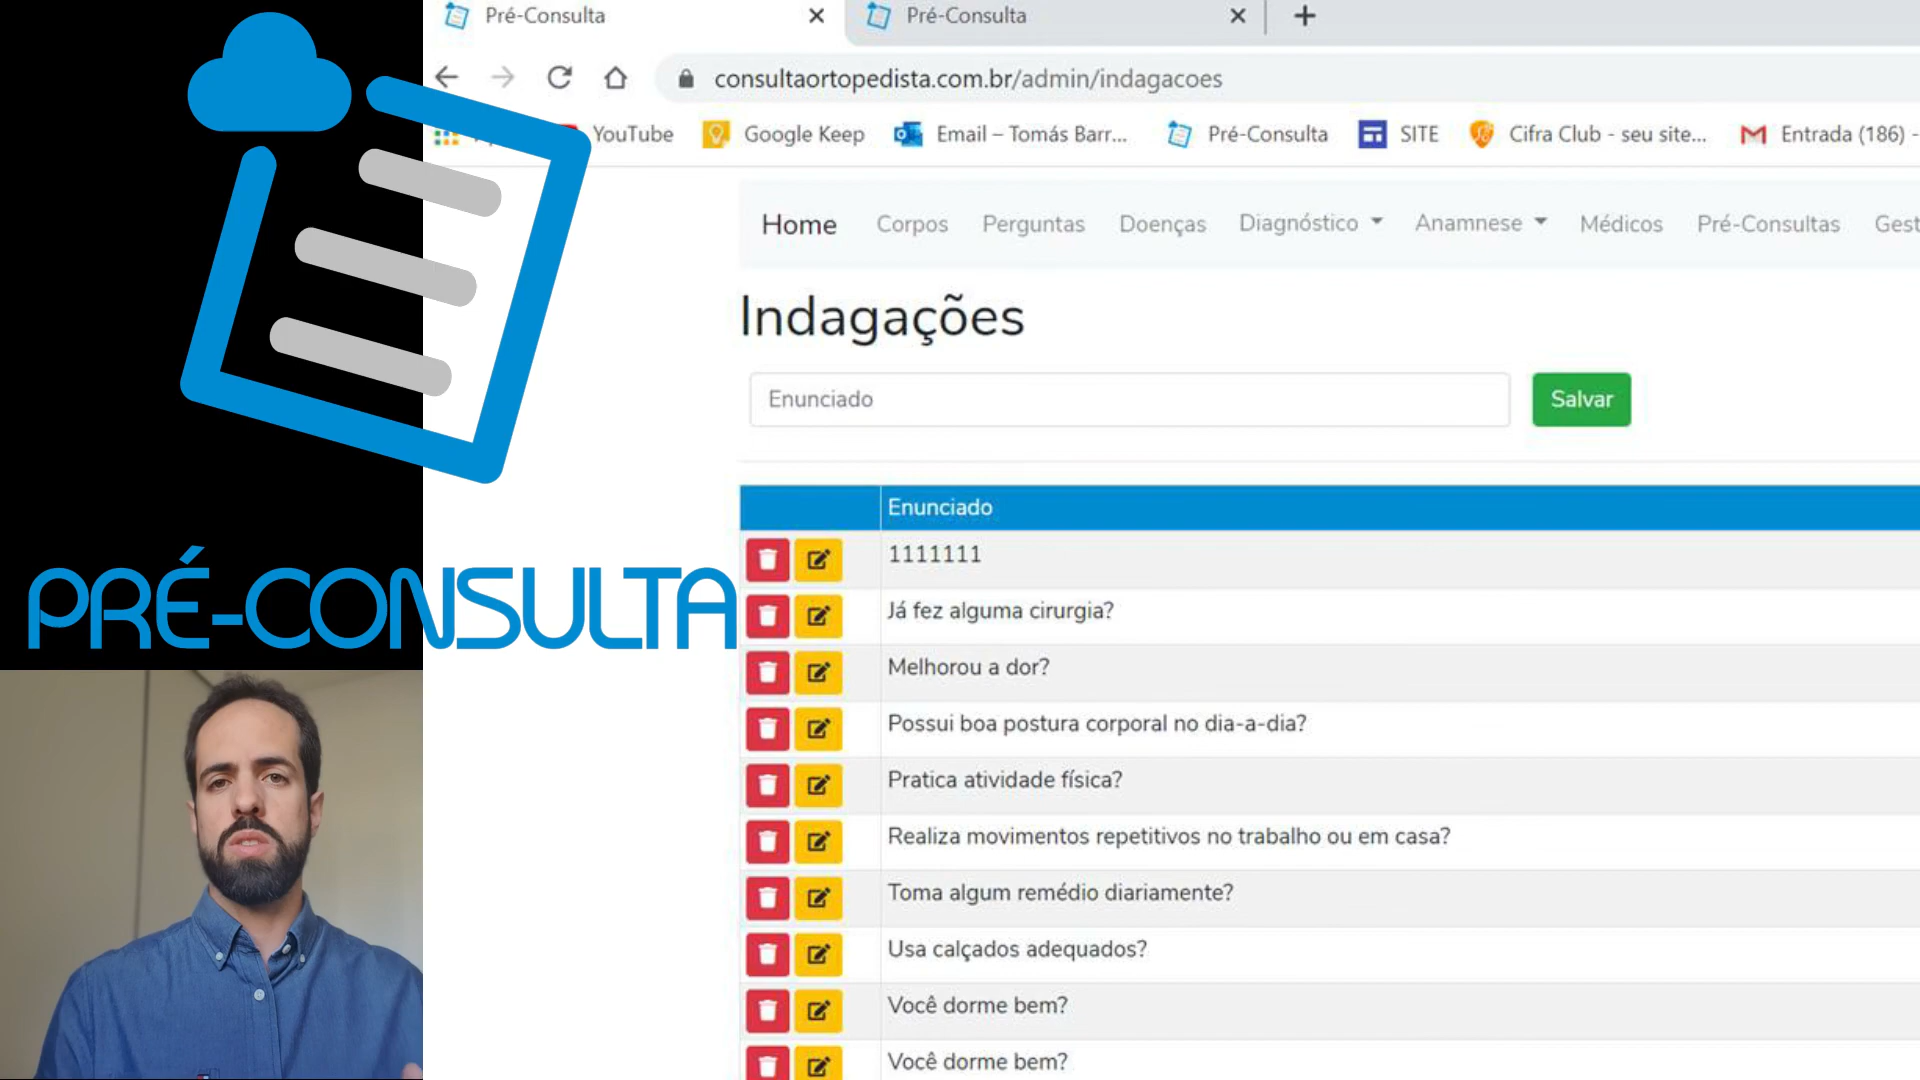 Pré-Consulta
Pré-Consulta
consultaortopedista.com.br/admin/indagacoes
YouTube
Google Keep
Email – Tomás Barr...
Pré-Consulta
SITE
Cifra Club - seu site...
Entrada (186) -
Home
Corpos
Perguntas
Doenças
Diagnóstico
Anamnese
Médicos
Pré-Consultas
Gest
Indagações
Enunciado
Salvar
Enunciado
1111111
Já fez alguma cirurgia?
PRÉ-CONSULTA
Melhorou a dor?
Possui boa postura corporal no dia-a-dia?
Pratica atividade física?
Realiza movimentos repetitivos no trabalho ou em casa?
Toma algum remédio diariamente?
Usa calçados adequados?
Você dorme bem?
Você dorme bem?